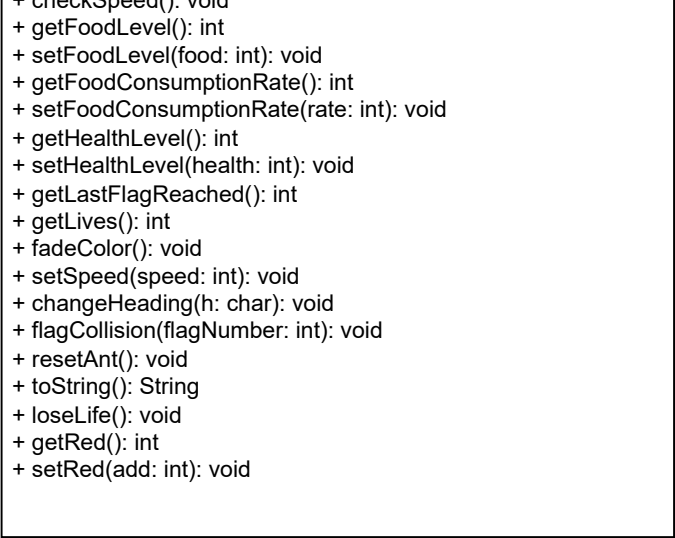 + checkSpeed(): void
+ getFoodLevel(): int
+ setFoodLevel(food: int): void
+ getFoodConsumptionRate(): int
+ setFoodConsumptionRate(rate: int): void
+ getHealthLevel(): int
+ setHealthLevel(health: int): void
+ getLastFlagReached(): int
+ getLives(): int
+ fadeColor(): void
+ setSpeed(speed: int): void
+ changeHeading(h: char): void
+ flagCollision(flagNumber: int): void
+ resetAnt(): void
+ toString(): String
+ loseLife(): void
+ getRed(): int
+ setRed(add: int): void